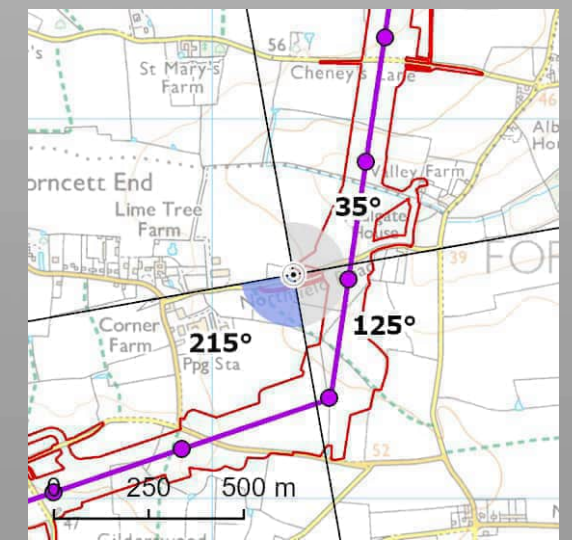 56
St Mary's
Farm
Cheney's Lane
46
orncett End
Valley Farm
Lime Tree
Farm
35°
House
39
FOR
Corner
Farm
215°
125°
Ppg Sta
52
0 250 500 m
47